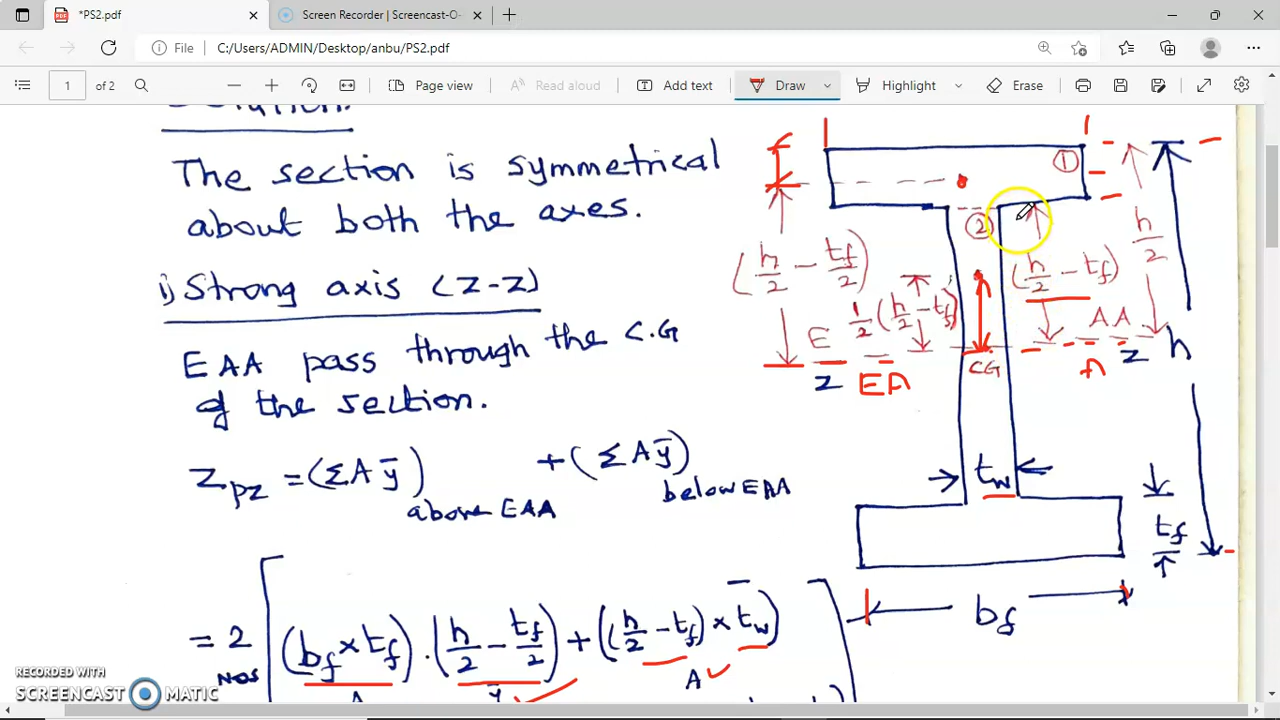 *PS2.pdf
Screen Recorder | Screencast-O-
File
C:/Users/ADMIN/Desktop/anbu/PS2.pdf
1 of 2
Page view
Read aloud
Add text
Draw
Highlight
Erase
Solution:
The section is symmetrical
about both the axes.
i) Strong axis (Z-Z)
EAA pass through the C.G
of the section.
Zpz = (ΣAȳ) above EAA + (ΣAȳ) below EAA
= 2 Nos [ (bf × tf) . (h/2 - tf/2) + ((h/2 - tf) × tw)
A
ȳ
A
①
②
(h/2 - tf/2)
1/2 (h/2 - tf)
(h/2 - tf)
h/2
h
E
AA
Z
Z
EA
A
CG
tw
tf
bf
RECORDED WITH
SCREENCAST MATIC